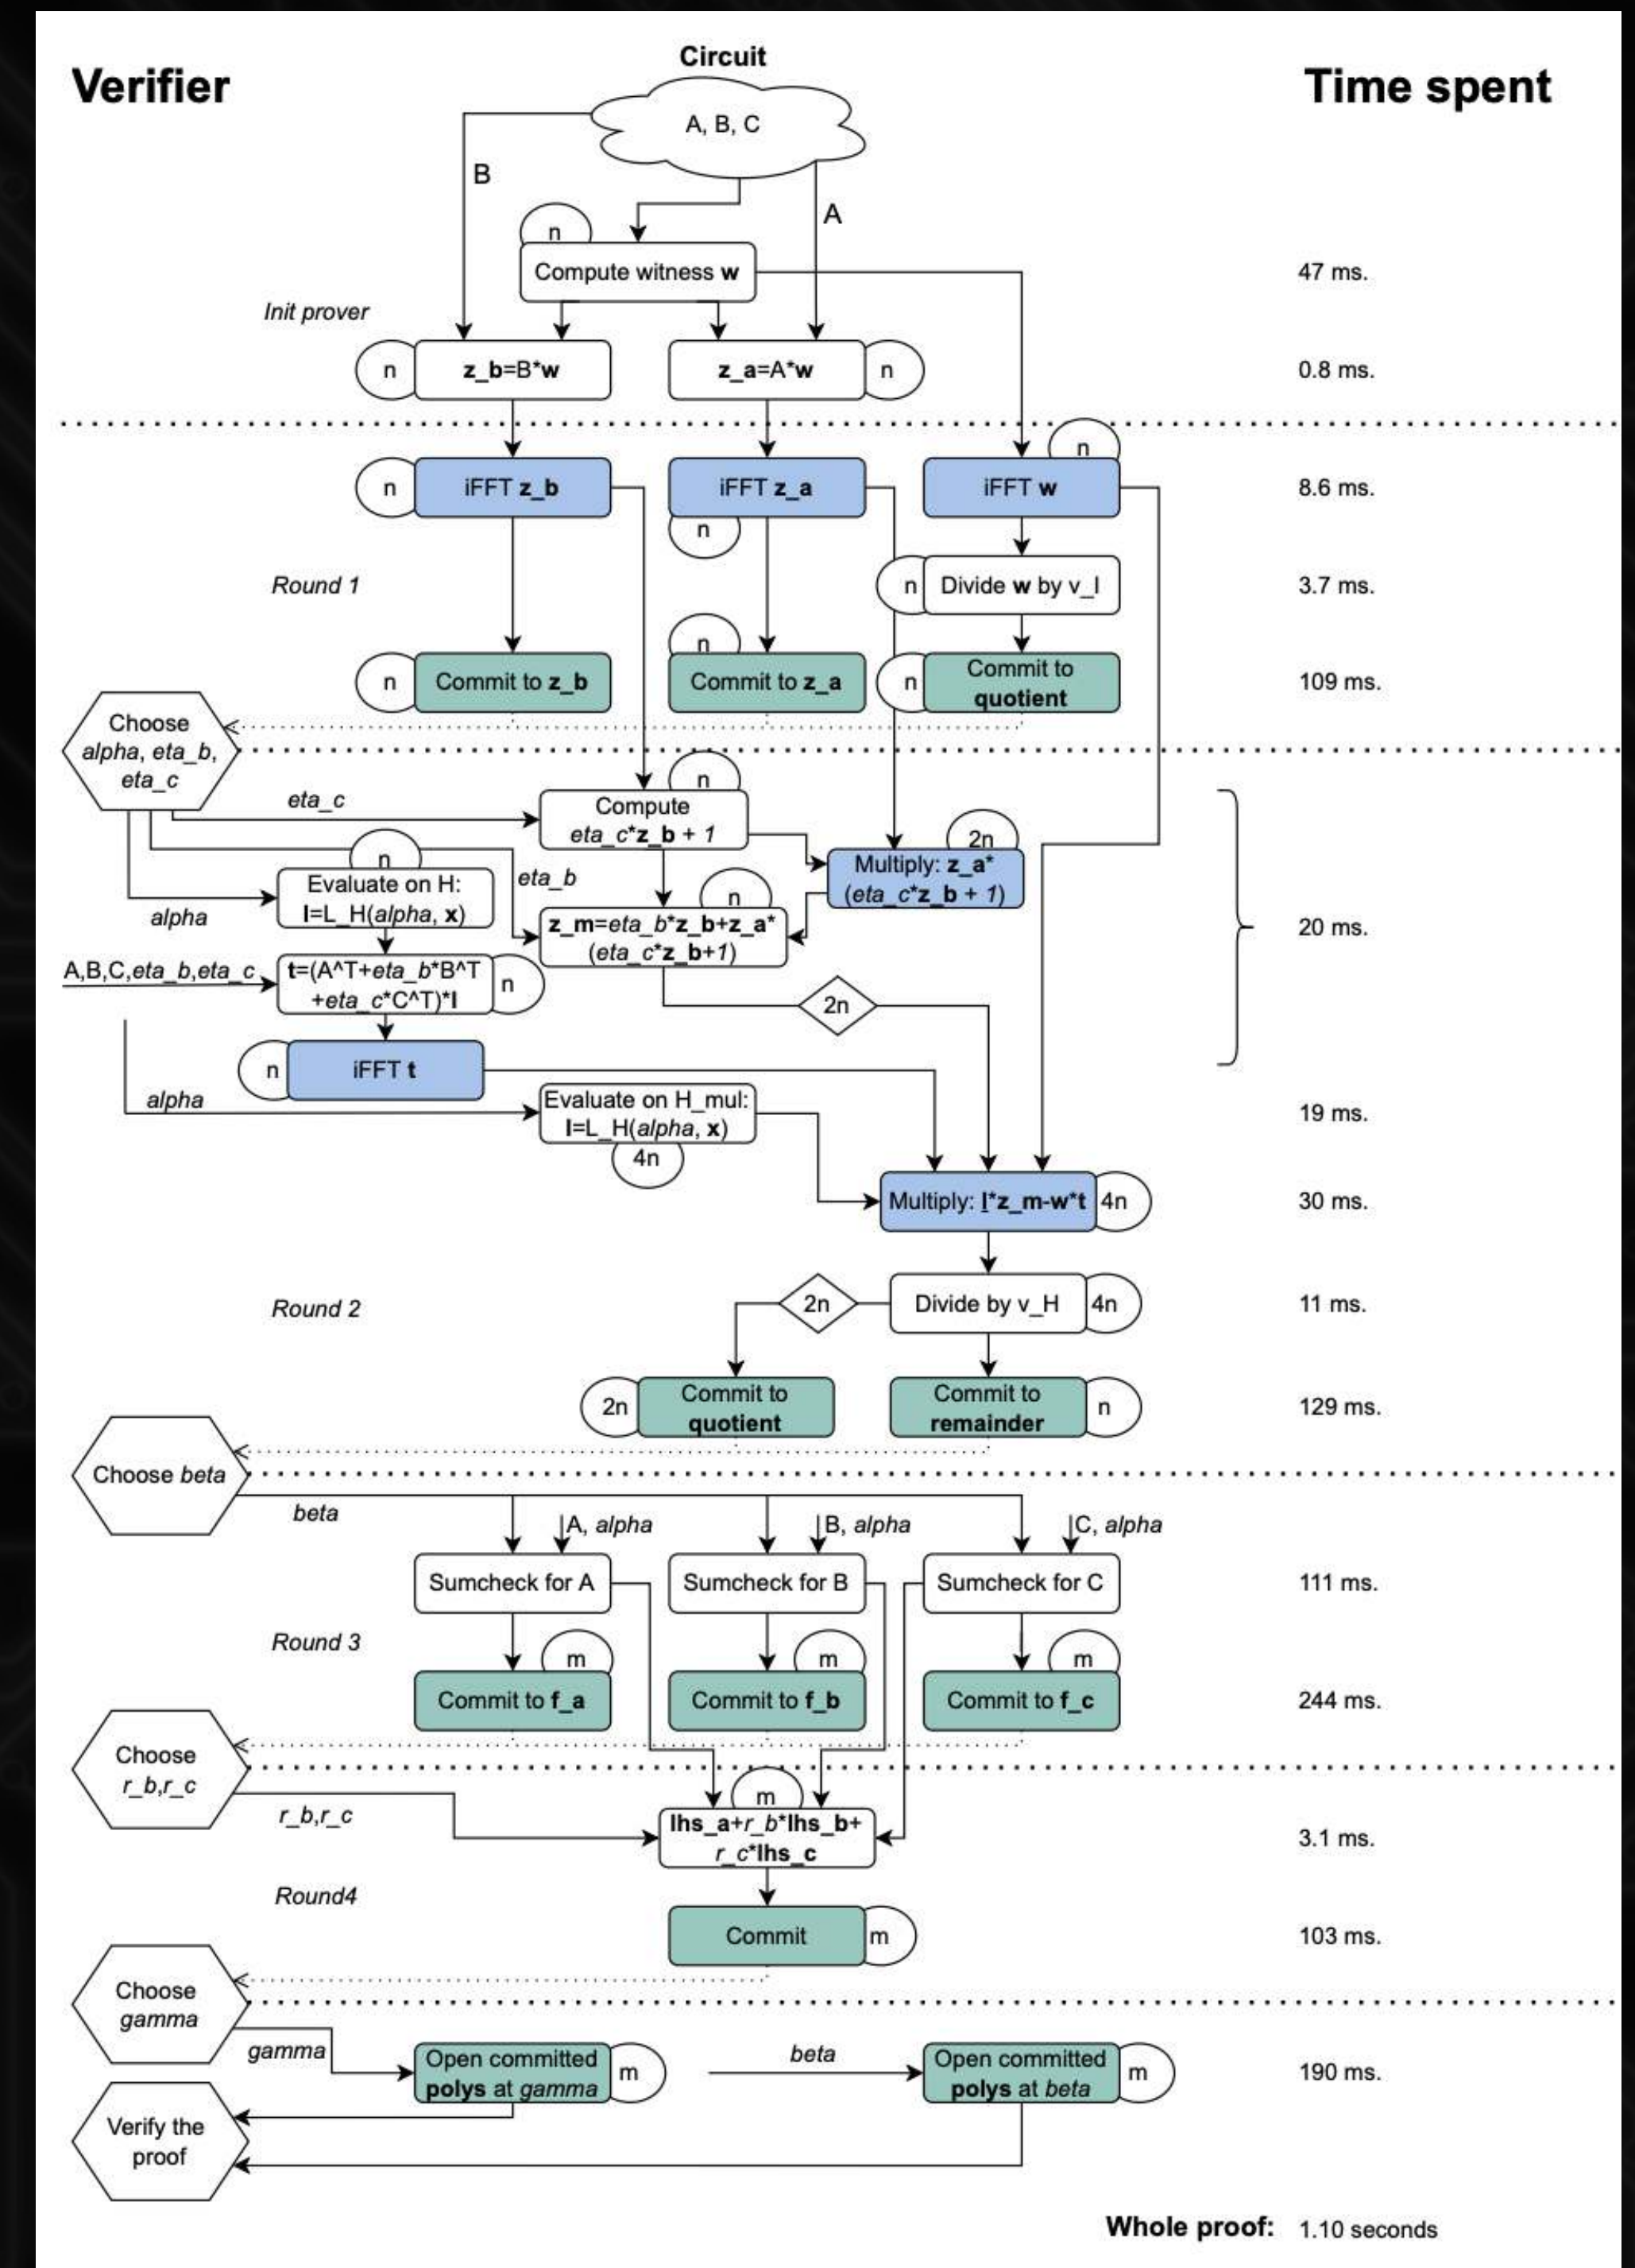 Circuit
Verifier
Time spent
A, B, C
B
A
n
Compute witness w
47 ms.
Init prover
n
z_b=B*w
z_a=A*w
n
0.8 ms.
n
n
iFFT z_b
iFFT z_a
iFFT w
8.6 ms.
n
Round 1
n
Divide w by v_I
3.7 ms.
n
n
Commit to z_b
Commit to z_a
n
Commit to
quotient
109 ms.
Choose
alpha, eta_b,
eta_c
n
eta_c
Compute
eta_c*z_b + 1
2n
n
Evaluate on H:
l=L_H(alpha, x)
eta_b
Multiply: z_a*
(eta_c*z_b + 1)
alpha
n
z_m=eta_b*z_b+z_a*
(eta_c*z_b+1)
20 ms.
A,B,C,eta_b,eta_c
t=(A^T+eta_b*B^T
+eta_c*C^T)*l
n
2n
n
iFFT t
alpha
Evaluate on H_mul:
l=L_H(alpha, x)
19 ms.
4n
Multiply: l*z_m-w*t
4n
30 ms.
Round 2
2n
Divide by v_H
4n
11 ms.
2n
Commit to
quotient
Commit to
remainder
n
129 ms.
Choose beta
beta
A, alpha
B, alpha
C, alpha
Sumcheck for A
Sumcheck for B
Sumcheck for C
111 ms.
Round 3
m
m
m
Commit to f_a
Commit to f_b
Commit to f_c
244 ms.
Choose
r_b,r_c
m
r_b,r_c
lhs_a+r_b*lhs_b+
r_c*lhs_c
3.1 ms.
Round4
Commit
m
103 ms.
Choose
gamma
gamma
Open committed
polys at gamma
m
beta
Open committed
polys at beta
m
190 ms.
Verify the
proof
Whole proof: 1.10 seconds